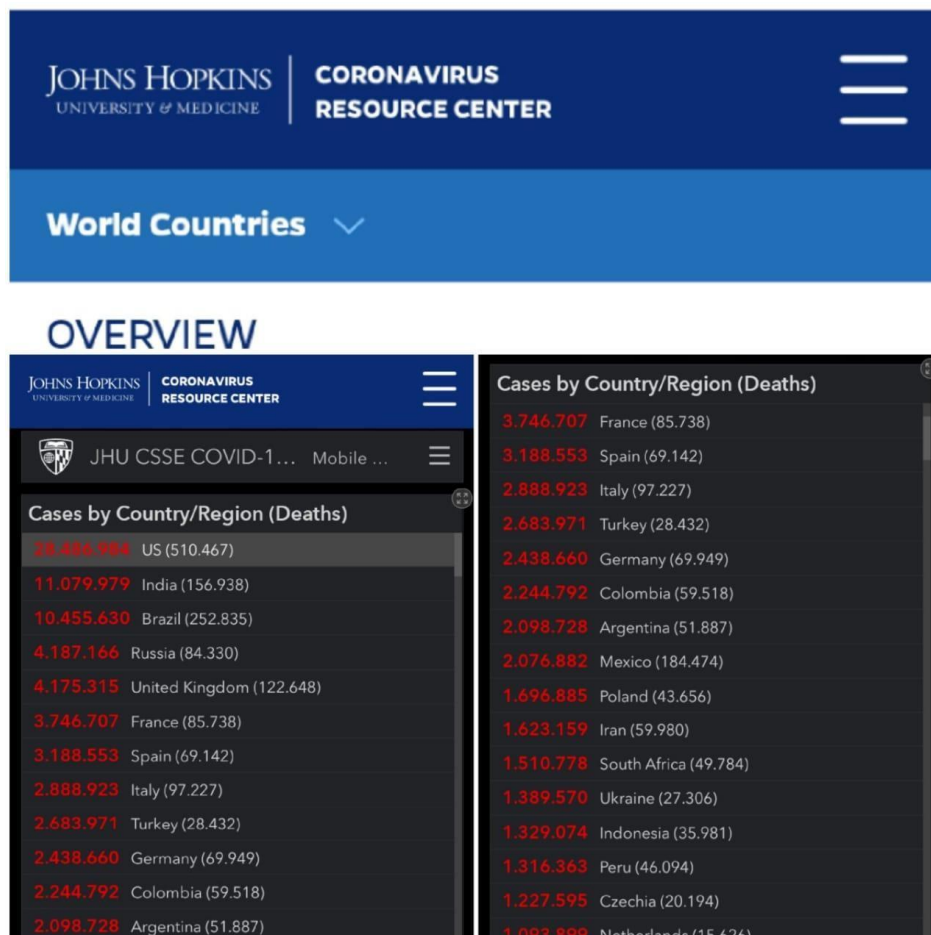 JOHNS HOPKINS
UNIVERSITY & MEDICINE
CORONAVIRUS
RESOURCE CENTER
World Countries
OVERVIEW
JOHNS HOPKINS
UNIVERSITY & MEDICINE
CORONAVIRUS
RESOURCE CENTER
JHU CSSE COVID-1... Mobile ...
Cases by Country/Region (Deaths)
28.486.984 US (510.467)
11.079.979 India (156.938)
10.455.630 Brazil (252.835)
4.187.166 Russia (84.330)
4.175.315 United Kingdom (122.648)
3.746.707 France (85.738)
3.188.553 Spain (69.142)
2.888.923 Italy (97.227)
2.683.971 Turkey (28.432)
2.438.660 Germany (69.949)
2.244.792 Colombia (59.518)
2.098.728 Argentina (51.887)
Cases by Country/Region (Deaths)
3.746.707 France (85.738)
3.188.553 Spain (69.142)
2.888.923 Italy (97.227)
2.683.971 Turkey (28.432)
2.438.660 Germany (69.949)
2.244.792 Colombia (59.518)
2.098.728 Argentina (51.887)
2.076.882 Mexico (184.474)
1.696.885 Poland (43.656)
1.623.159 Iran (59.980)
1.510.778 South Africa (49.784)
1.389.570 Ukraine (27.306)
1.329.074 Indonesia (35.981)
1.316.363 Peru (46.094)
1.227.595 Czechia (20.194)
1.093.899 Netherlands (15.626)